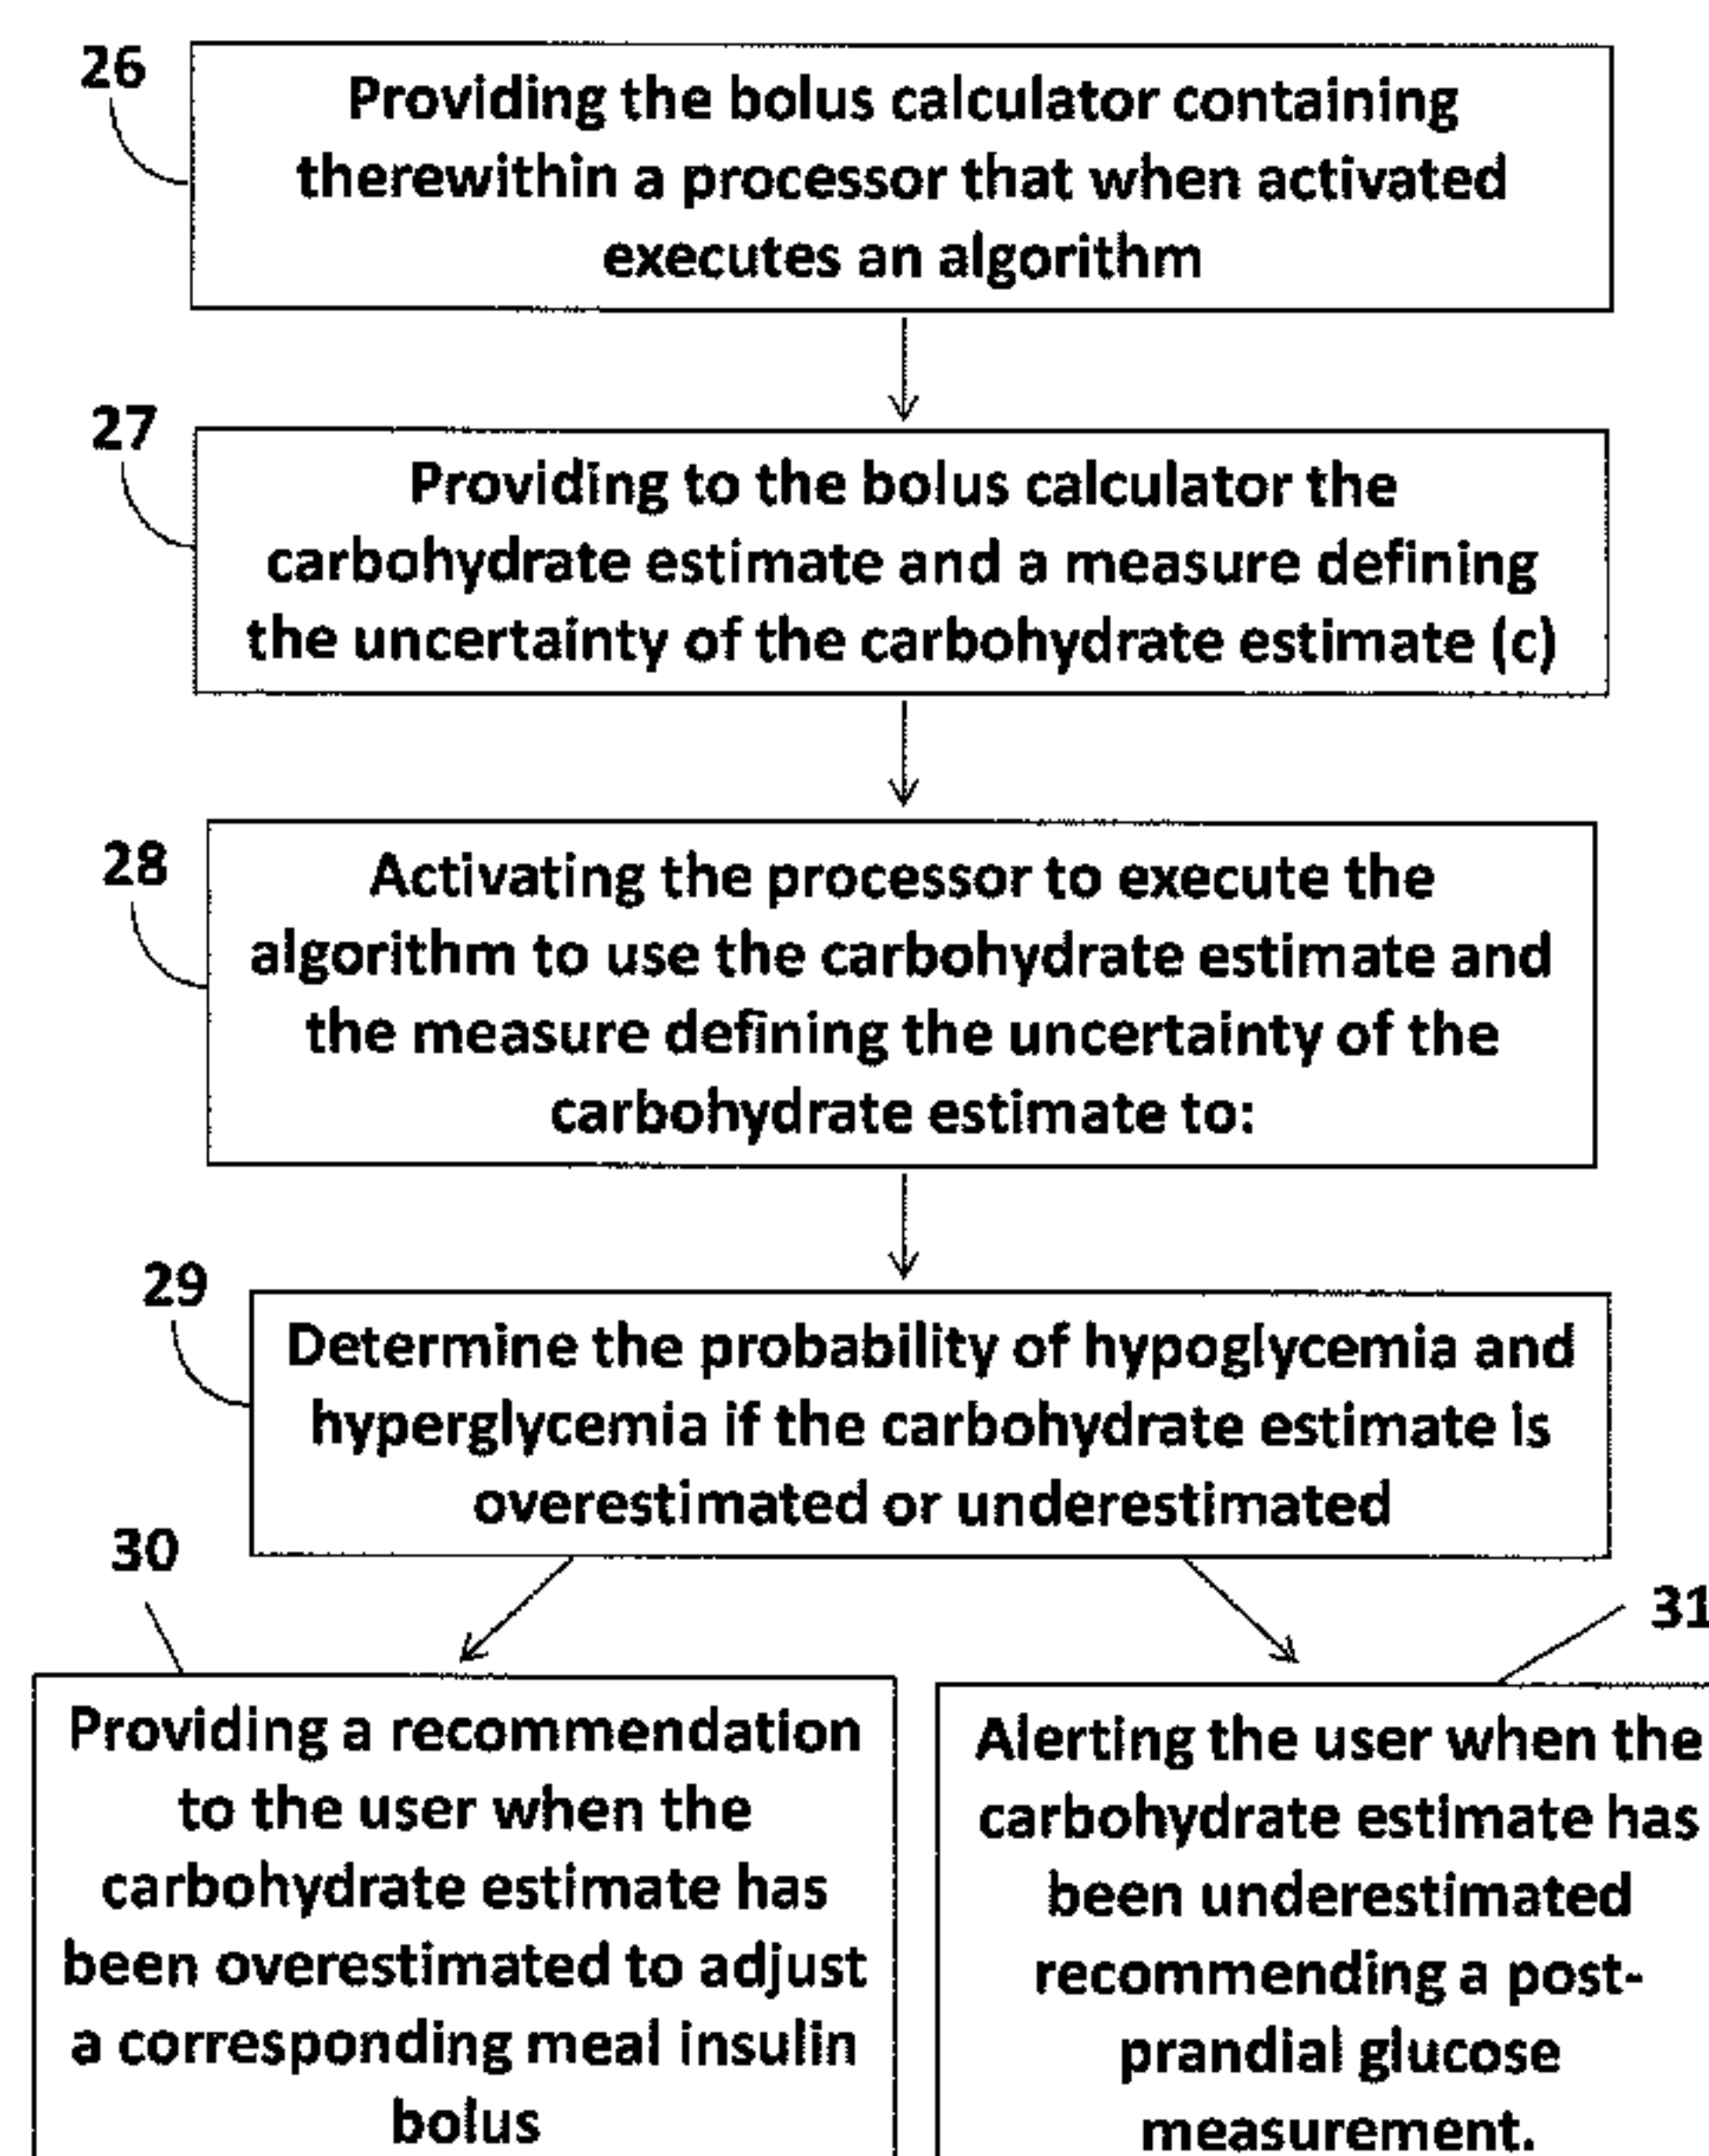 26
Providing the bolus calculator containing
therewithin a processor that when activated
executes an algorithm
27
Providing to the bolus calculator the
carbohydrate estimate and a measure defining
the uncertainty of the carbohydrate estimate (c)
28
Activating the processor to execute the
algorithm to use the carbohydrate estimate and
the measure defining the uncertainty of the
carbohydrate estimate to:
29
Determine the probability of hypoglycemia and
hyperglycemia if the carbohydrate estimate is
overestimated or underestimated
30
Providing a recommendation
to the user when the
carbohydrate estimate has
been overestimated to adjust
a corresponding meal insulin
bolus
31
Alerting the user when the
carbohydrate estimate has
been underestimated
recommending a post-
prandial glucose
measurement.